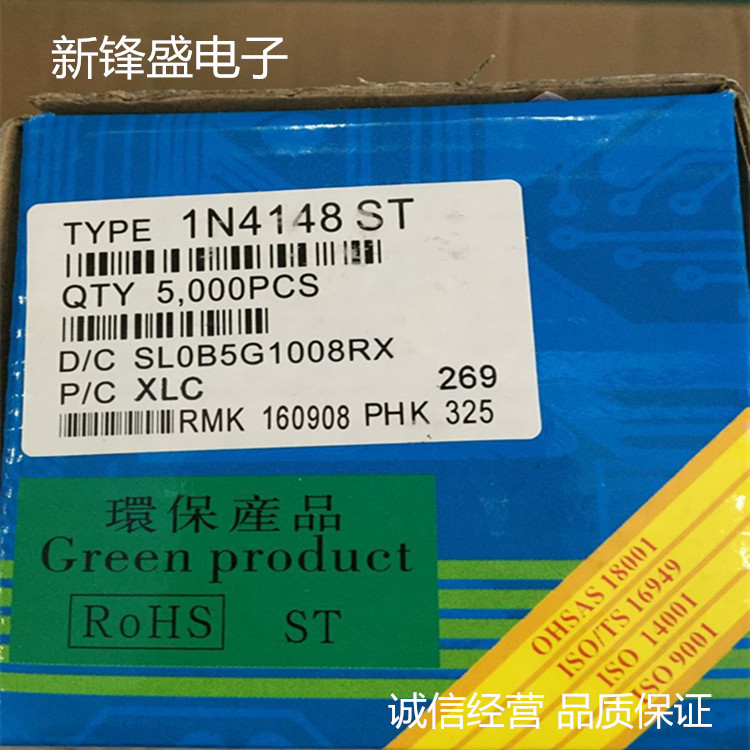 新锋盛电子
TYPE 1N4148 ST
QTY 5,000PCS
D/C SL0B5G1008RX
P/C XLC 269
RMK 160908 PHK 325
環保産品
Green product
RoHS ST
OHSAS 18001
ISO/TS 16949
ISO 14001
ISO 9001
诚信经营 品质保证